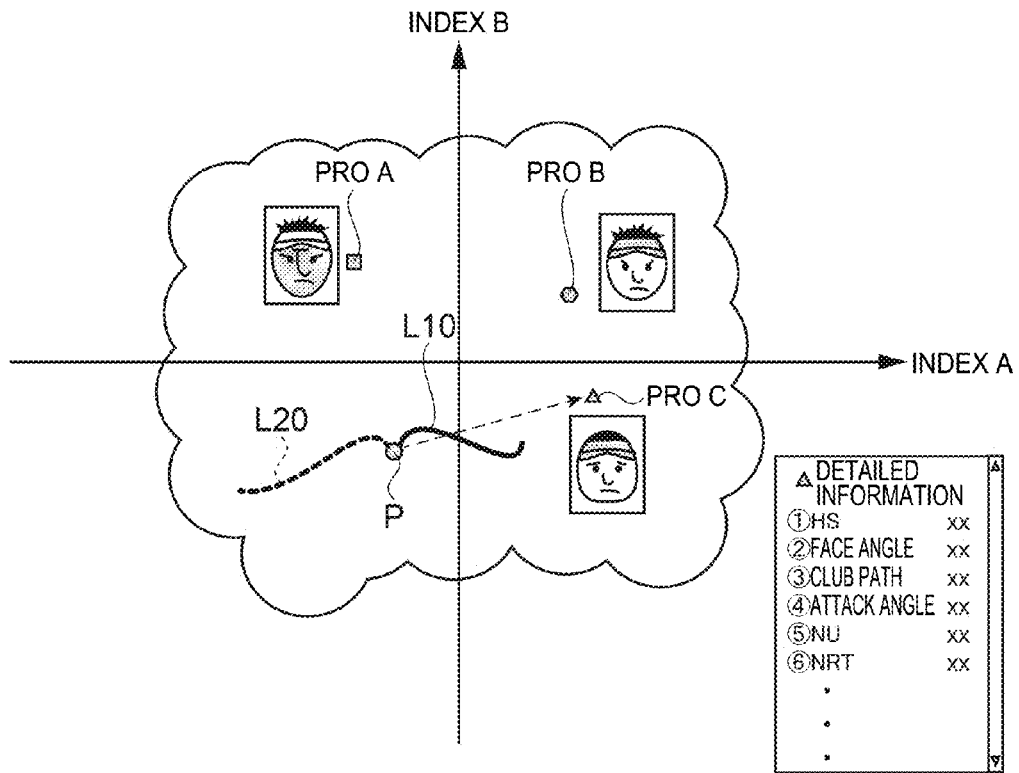 INDEX B
PRO A
PRO B
L10
INDEX A
PRO C
L20
P
DETAILED
INFORMATION
①HS XX
②FACE ANGLE XX
③CLUB PATH XX
④ATTACK ANGLE XX
⑤NU XX
⑥NRT XX